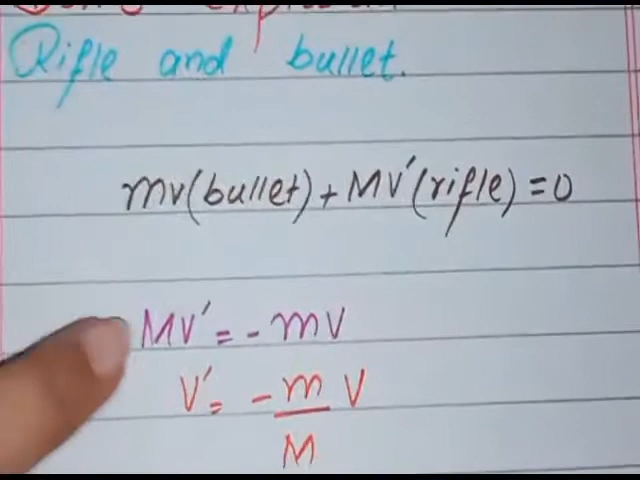 Rifle and bullet.
mv(bullet) + MV'(rifle) = 0
MV' = - mV
V' = - m/M V